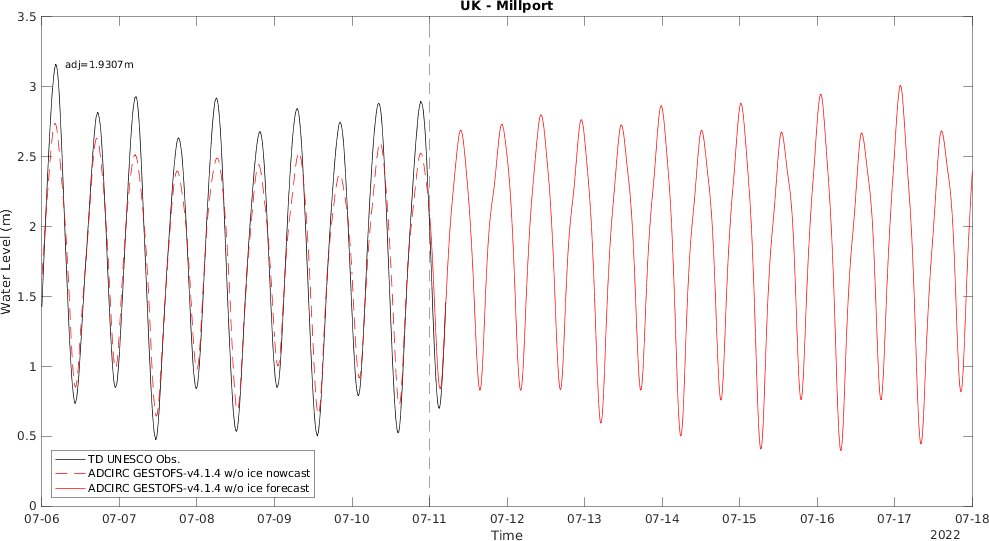 UK - Millport
adj=1.9307m
3.5
3
2.5
2
1.5
1
0.5
0
Water Level (m)
TD UNESCO Obs.
ADCIRC GESTOFS-v4.1.4 w/o ice nowcast
ADCIRC GESTOFS-v4.1.4 w/o ice forecast
07-06 07-07 07-08 07-09 07-10 07-11 07-12 07-13 07-14 07-15 07-16 07-17 07-18
Time
2022